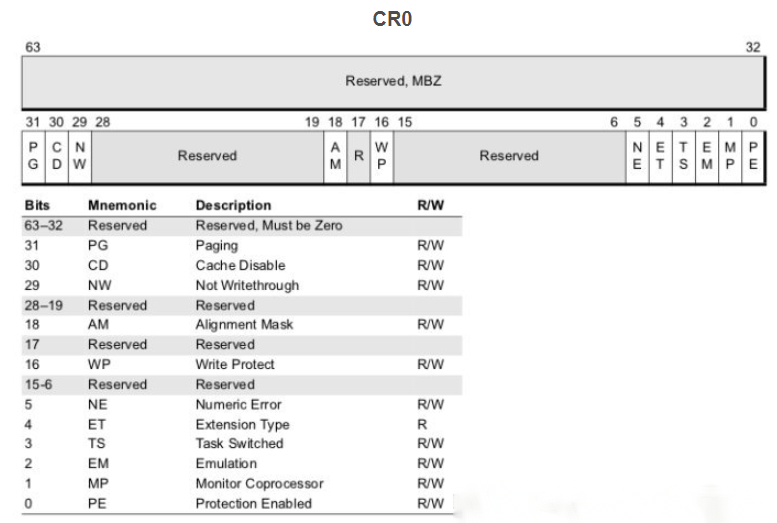 CR0
63 32
Reserved, MBZ
31 30 29 28 19 18 17 16 15 6 5 4 3 2 1 0
PG CD NW Reserved AM R WP Reserved NE ET TS EM MP PE
Bits Mnemonic Description R/W
63–32 Reserved Reserved, Must be Zero
31 PG Paging R/W
30 CD Cache Disable R/W
29 NW Not Writethrough R/W
28–19 Reserved Reserved
18 AM Alignment Mask R/W
17 Reserved Reserved
16 WP Write Protect R/W
15-6 Reserved Reserved
5 NE Numeric Error R/W
4 ET Extension Type R
3 TS Task Switched R/W
2 EM Emulation R/W
1 MP Monitor Coprocessor R/W
0 PE Protection Enabled R/W